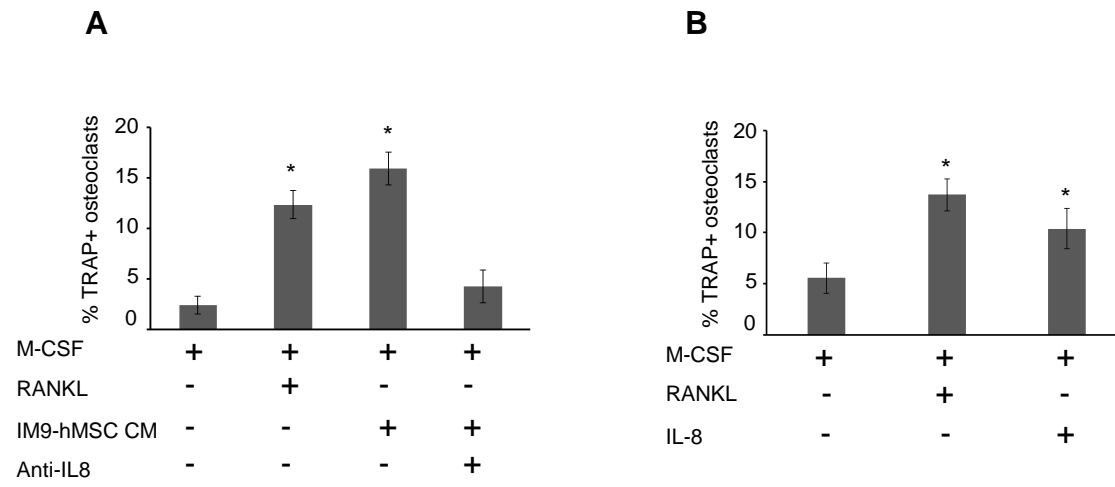 A
% TRAP+ osteoclasts
20
15
10
5
0
* *
M-CSF + + + +
RANKL - + - -
IM9-hMSC CM - - + +
Anti-IL8 - - - +
B
% TRAP+ osteoclasts
20
15
10
5
0
* *
M-CSF + + +
RANKL - + -
IL-8 - - +